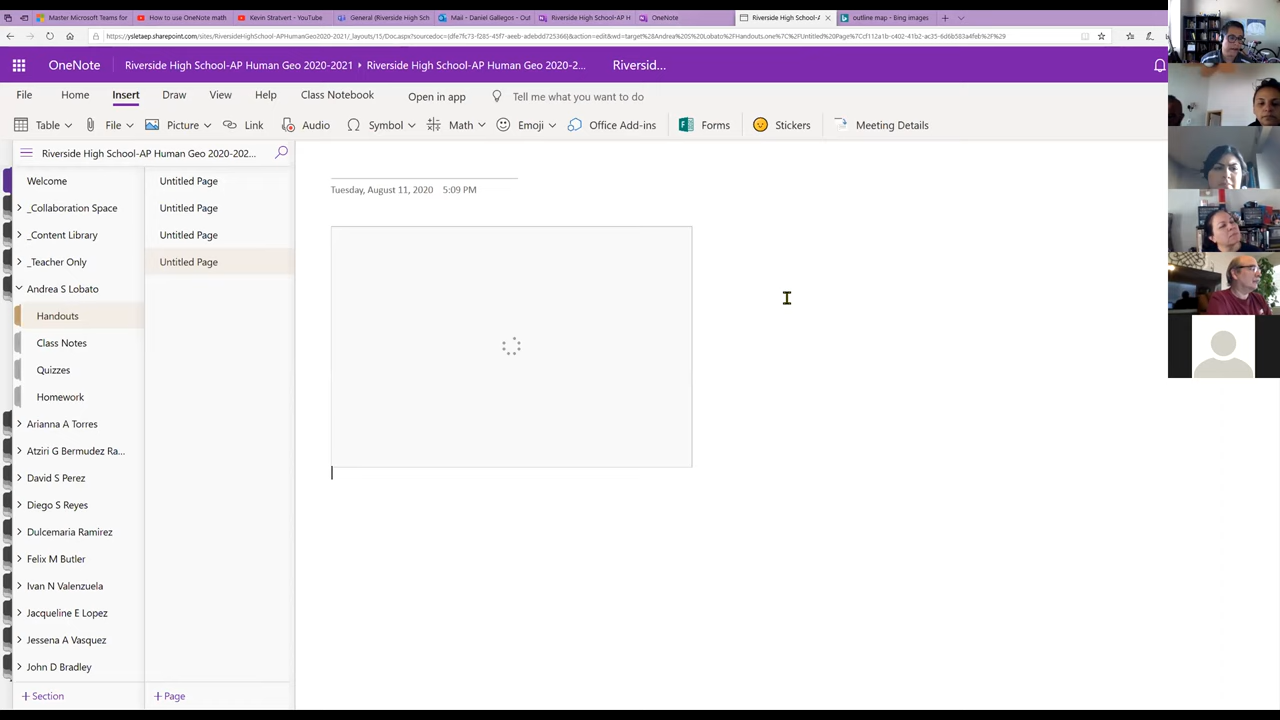 Master Microsoft Teams for
How to use OneNote math
Kevin Stratvert - YouTube
General (Riverside High Sch
Mail - Daniel Gallegos - Out
Riverside High School-AP H
OneNote
Riverside High School-A
outline map - Bing images
OneNote
Riverside High School-AP Human Geo 2020-2021
Riverside High School-AP Human Geo 2020-2...
Riversid...
File
Home
Insert
Draw
View
Help
Class Notebook
Open in app
Tell me what you want to do
Table
File
Picture
Link
Audio
Symbol
Math
Emoji
Office Add-ins
Forms
Stickers
Meeting Details
Riverside High School-AP Human Geo 2020-202...
Welcome
_Collaboration Space
_Content Library
_Teacher Only
Andrea S Lobato
Handouts
Class Notes
Quizzes
Homework
Arianna A Torres
Atziri G Bermudez Ra...
David S Perez
Diego S Reyes
Dulcemaria Ramirez
Felix M Butler
Ivan N Valenzuela
Jacqueline E Lopez
Jessena A Vasquez
John D Bradley
+ Section
Untitled Page
Untitled Page
Untitled Page
Untitled Page
+ Page
Tuesday, August 11, 2020 5:09 PM